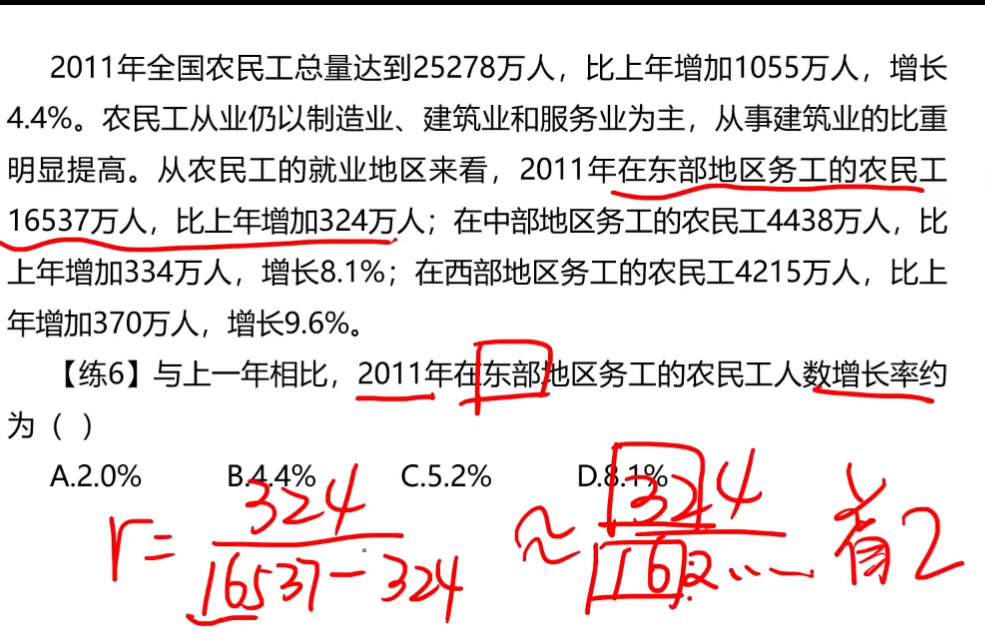 2011年全国农民工总量达到25278万人，比上年增加1055万人，增长
4.4%。农民工从业仍以制造业、建筑业和服务业为主，从事建筑业的比重
明显提高。从农民工的就业地区来看，2011年在东部地区务工的农民工
16537万人，比上年增加324万人；在中部地区务工的农民工4438万人，比
上年增加334万人，增长8.1%；在西部地区务工的农民工4215万人，比上
年增加370万人，增长9.6%。
【练6】与上一年相比，2011年在东部地区务工的农民工人数增长率约
为（ ）
A.2.0% B.4.4% C.5.2% D.8.1%
r= 324 ≈ 324 首2
16537-324 162……